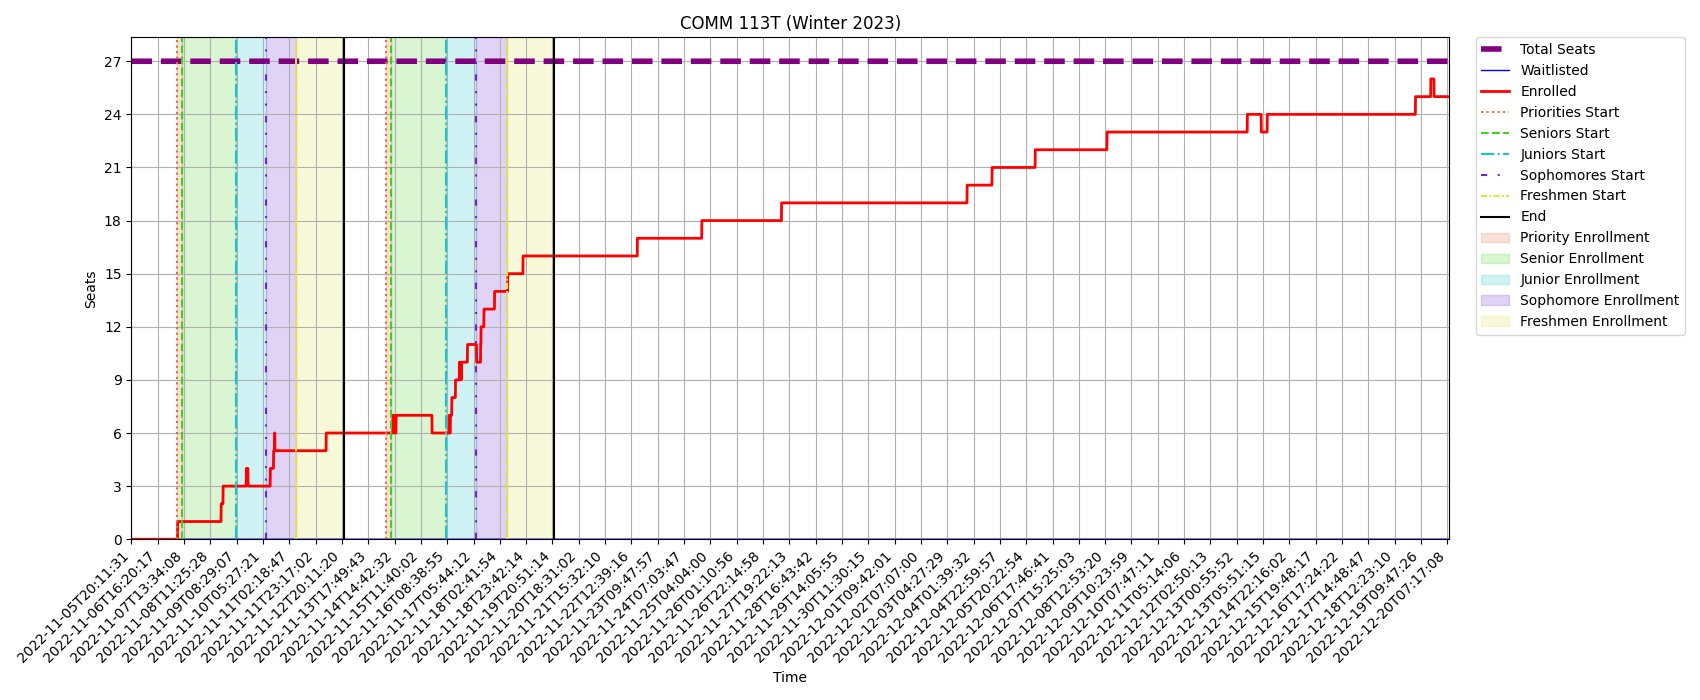 COMM 113T (Winter 2023)
Total Seats
Waitlisted
Enrolled
Priorities Start
Seniors Start
Juniors Start
Sophomores Start
Freshmen Start
End
Priority Enrollment
Senior Enrollment
Junior Enrollment
Sophomore Enrollment
Freshmen Enrollment
Seats
27
24
21
18
15
12
9
6
3
0
2022-11-05T20:11:31
2022-11-06T16:20:17
2022-11-07T13:34:08
2022-11-08T11:25:28
2022-11-09T08:29:07
2022-11-10T05:27:21
2022-11-11T02:18:47
2022-11-11T23:17:02
2022-11-12T20:11:20
2022-11-13T17:49:43
2022-11-14T14:42:32
2022-11-15T11:40:02
2022-11-16T08:38:55
2022-11-17T05:44:12
2022-11-18T02:41:54
2022-11-18T23:42:14
2022-11-19T20:51:14
2022-11-20T18:31:02
2022-11-21T15:32:10
2022-11-22T12:39:16
2022-11-23T09:47:57
2022-11-24T07:03:47
2022-11-25T04:04:00
2022-11-26T01:10:56
2022-11-26T22:14:58
2022-11-27T19:22:13
2022-11-28T16:43:42
2022-11-29T14:05:55
2022-11-30T11:30:15
2022-12-01T09:42:01
2022-12-02T07:07:00
2022-12-03T04:27:29
2022-12-04T01:39:32
2022-12-04T22:59:57
2022-12-05T20:22:54
2022-12-06T17:46:41
2022-12-07T15:25:03
2022-12-08T12:53:20
2022-12-09T10:23:59
2022-12-10T07:47:11
2022-12-11T05:14:06
2022-12-12T02:50:13
2022-12-13T00:55:52
2022-12-13T05:51:15
2022-12-14T22:16:02
2022-12-15T19:48:17
2022-12-16T17:24:22
2022-12-17T14:48:47
2022-12-18T12:23:10
2022-12-19T09:47:26
2022-12-20T07:17:08
Time